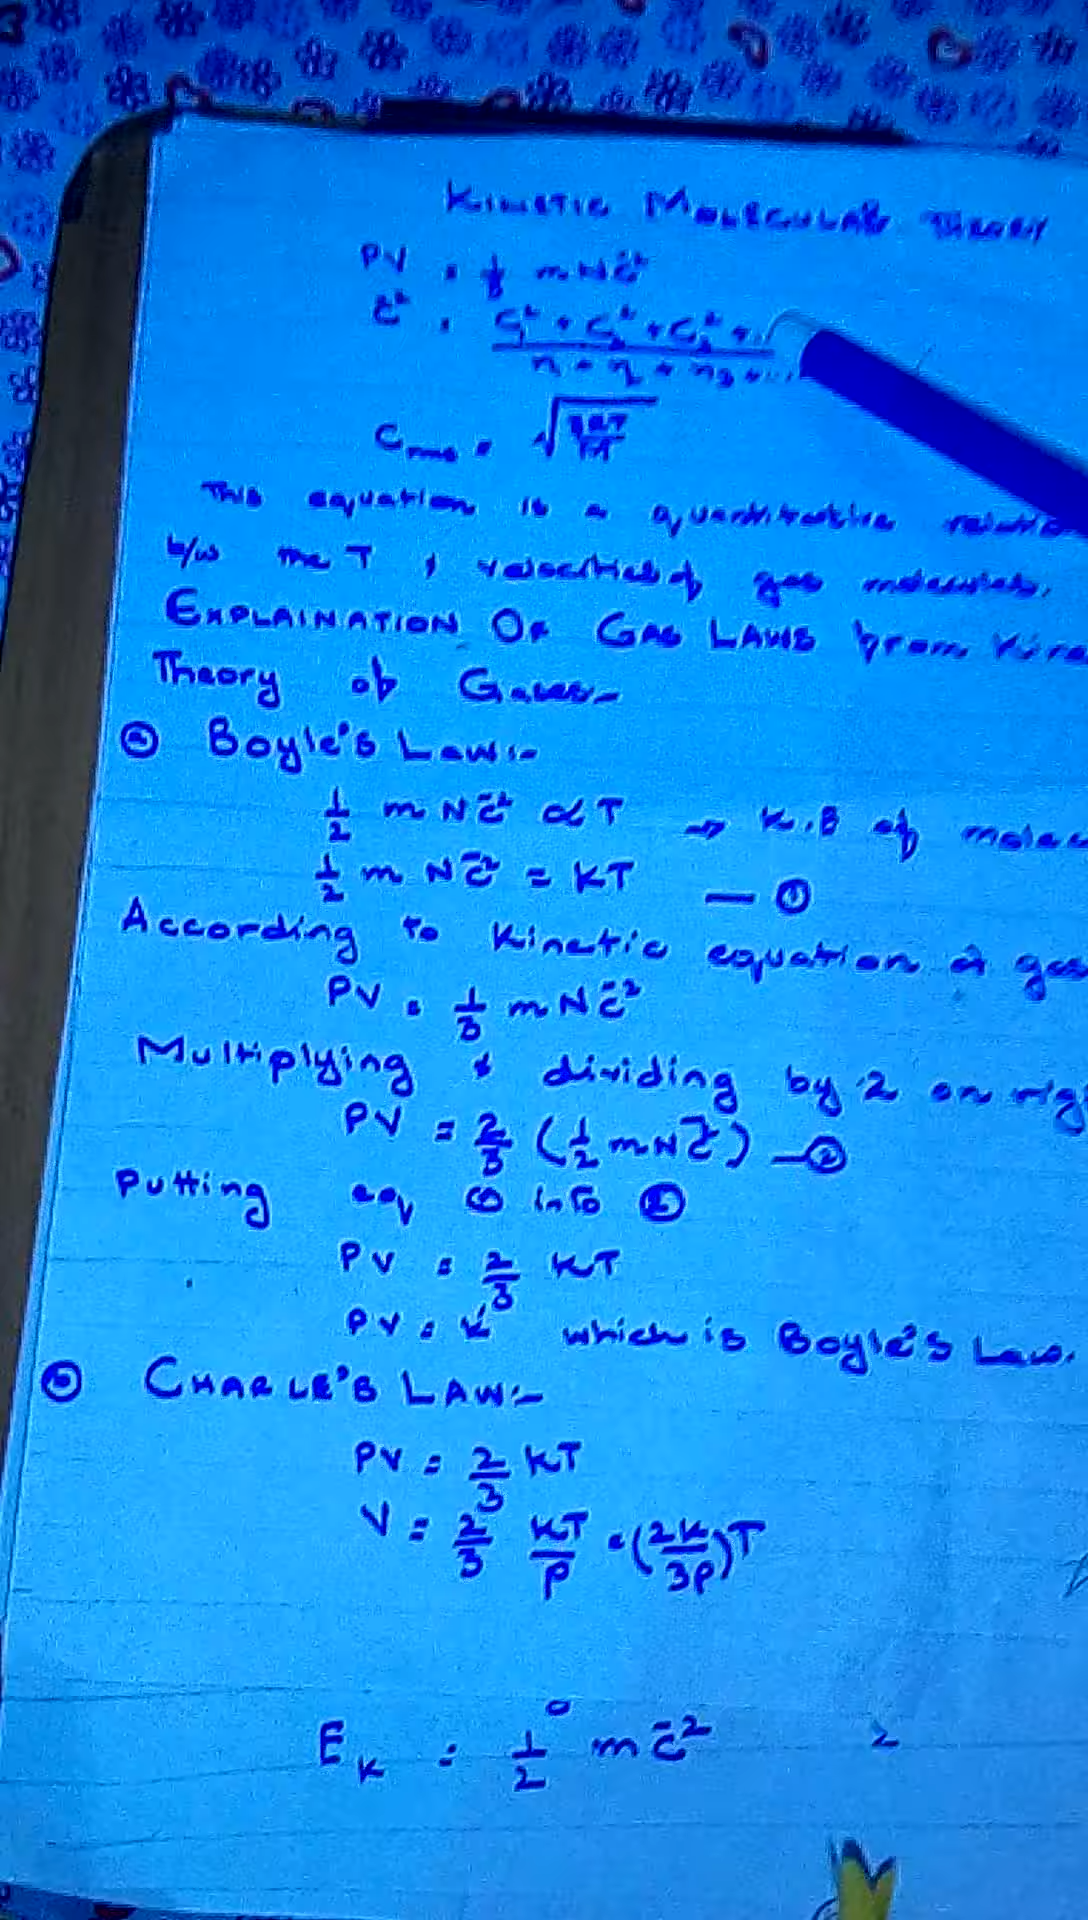 KINETIC MOLECULAR THEORY
PV = 1/3 mNc̄²
c̄² = (C₁² + C₂² + C₃² + ...) / (n₁ + n₂ + n₃ + ...)
Crms = √(3RT/M)
This equation is a quantitative
b/w the T & velocities of gas molecules.
EXPLAINATION OF GAS LAWS from
Theory of Gases:-
① Boyle's Law:-
1/2 mNc̄² ∝ T → K.E of
1/2 mNc̄² = KT — ①
According to Kinetic equation of gas
PV = 1/3 mNc̄²
Multiplying & dividing by 2 on
PV = 2/3 (1/2 mNc̄²) — ②
Putting eq ① into ②
PV = 2/3 KT
PV = K which is Boyle's Law.
② CHARLE'S LAW:-
PV = 2/3 KT
V = 2/3 KT/P = (2K/3P)T
EK = 1/2 mc̄²